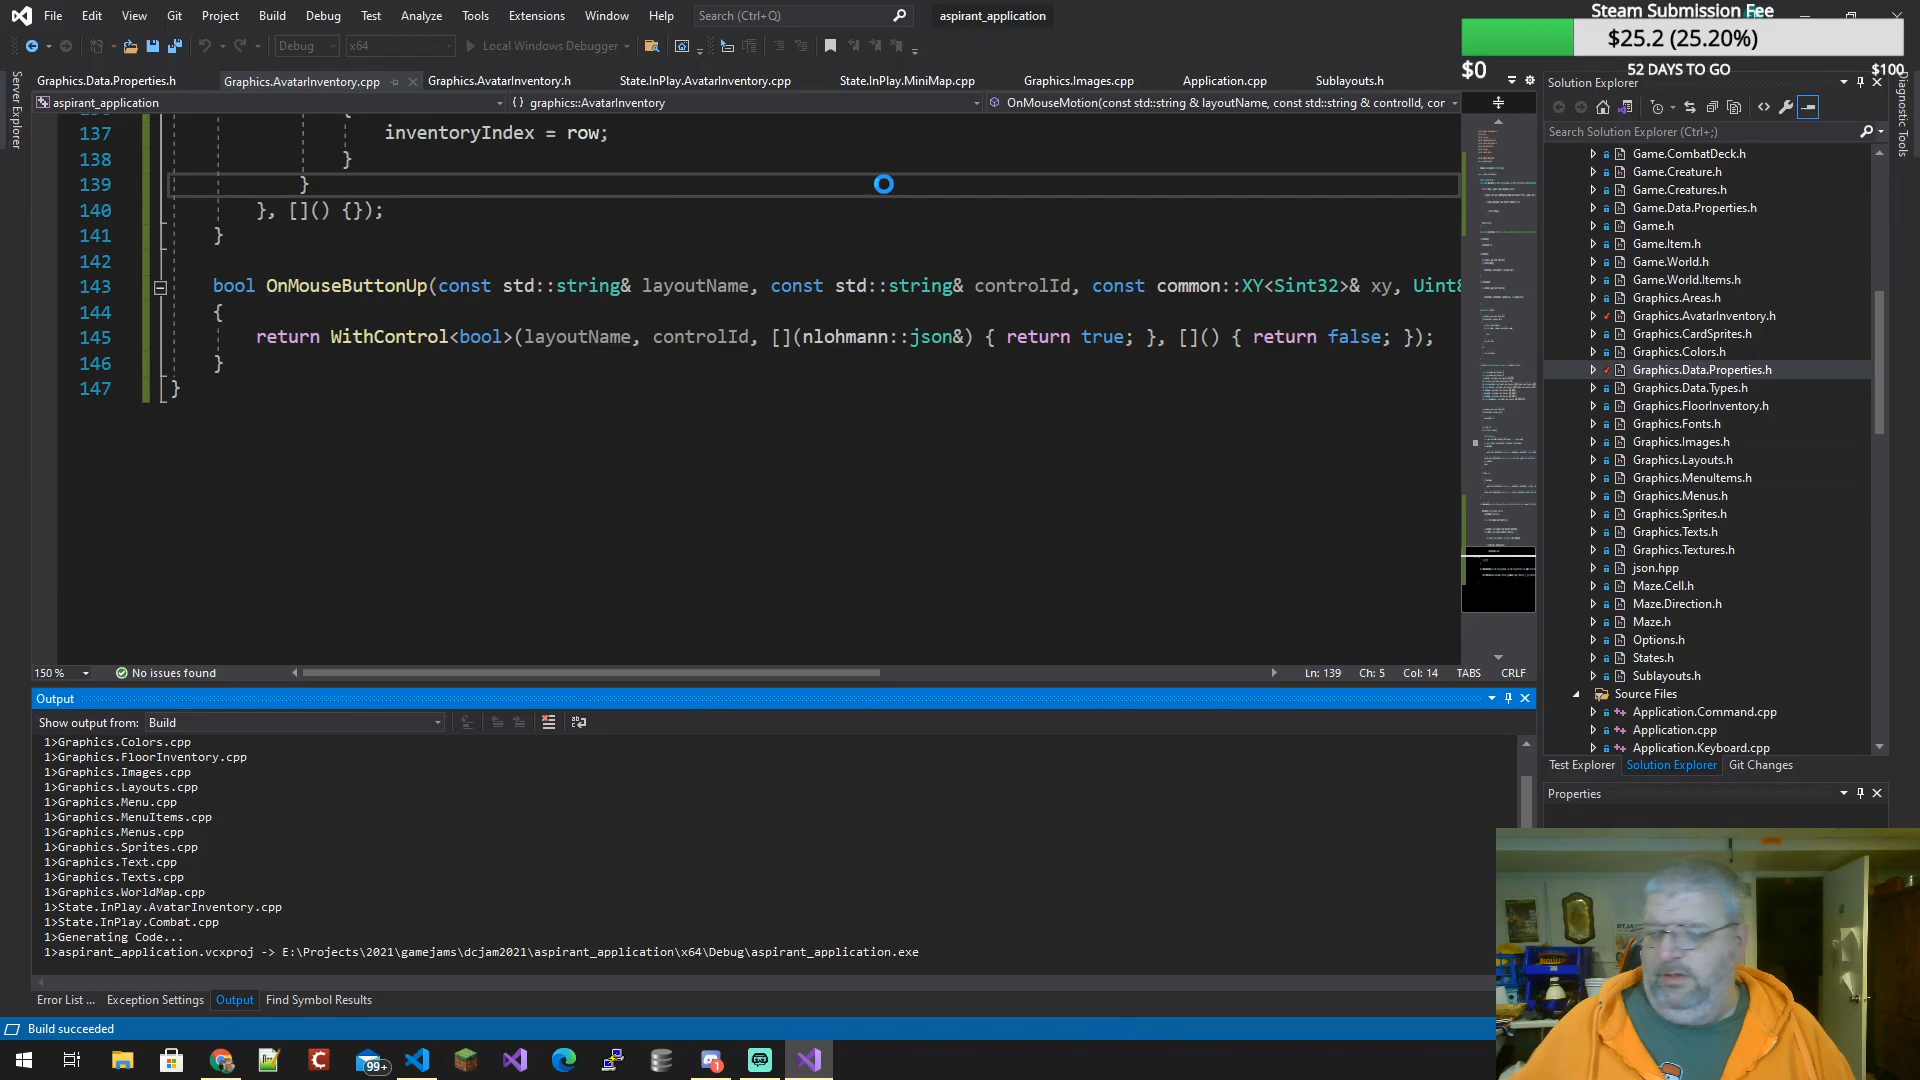 File Edit View Git Project Build Debug Test Analyze Tools Extensions Window Help Search (Ctrl+Q) aspirant_application
Steam Submission Fee
$25.2 (25.20%)
$0 52 DAYS TO GO $100
Debug x64 Local Windows Debugger
Server Explorer
Diagnostic Tools
Graphics.Data.Properties.h Graphics.AvatarInventory.cpp Graphics.AvatarInventory.h State.InPlay.AvatarInventory.cpp State.InPlay.MiniMap.cpp Graphics.Images.cpp Application.cpp Sublayouts.h
aspirant_application {} graphics::AvatarInventory OnMouseMotion(const std::string & layoutName, const std::string & controlId, cor
137 inventoryIndex = row;
138 }
139 }
140 }, []() {});
141 }
142
143 bool OnMouseButtonUp(const std::string& layoutName, const std::string& controlId, const common::XY<Sint32>& xy, Uint8
144 {
145 return WithControl<bool>(layoutName, controlId, [](nlohmann::json&) { return true; }, []() { return false; });
146 }
147 }
150 % No issues found Ln: 139 Ch: 5 Col: 14 TABS CRLF
Output
Show output from: Build
1>Graphics.Colors.cpp
1>Graphics.FloorInventory.cpp
1>Graphics.Images.cpp
1>Graphics.Layouts.cpp
1>Graphics.Menu.cpp
1>Graphics.MenuItems.cpp
1>Graphics.Menus.cpp
1>Graphics.Sprites.cpp
1>Graphics.Text.cpp
1>Graphics.Texts.cpp
1>Graphics.WorldMap.cpp
1>State.InPlay.AvatarInventory.cpp
1>State.InPlay.Combat.cpp
1>Generating Code...
1>aspirant_application.vcxproj -> E:\Projects\2021\gamejams\dcjam2021\aspirant_application\x64\Debug\aspirant_application.exe
Error List ... Exception Settings Output Find Symbol Results
Build succeeded
Solution Explorer
Search Solution Explorer (Ctrl+;)
Game.CombatDeck.h
Game.Creature.h
Game.Creatures.h
Game.Data.Properties.h
Game.h
Game.Item.h
Game.World.h
Game.World.Items.h
Graphics.Areas.h
Graphics.AvatarInventory.h
Graphics.CardSprites.h
Graphics.Colors.h
Graphics.Data.Properties.h
Graphics.Data.Types.h
Graphics.FloorInventory.h
Graphics.Fonts.h
Graphics.Images.h
Graphics.Layouts.h
Graphics.MenuItems.h
Graphics.Menus.h
Graphics.Sprites.h
Graphics.Texts.h
Graphics.Textures.h
json.hpp
Maze.Cell.h
Maze.Direction.h
Maze.h
Options.h
States.h
Sublayouts.h
Source Files
Application.Command.cpp
Application.cpp
Application.Keyboard.cpp
Test Explorer Solution Explorer Git Changes
Properties
99+
1